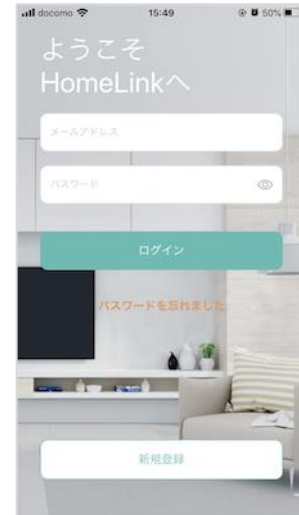 docomo 15:49 50%
ようこそ
HomeLinkへ
メールアドレス
パスワード
ログイン
パスワードを忘れました
新規登録